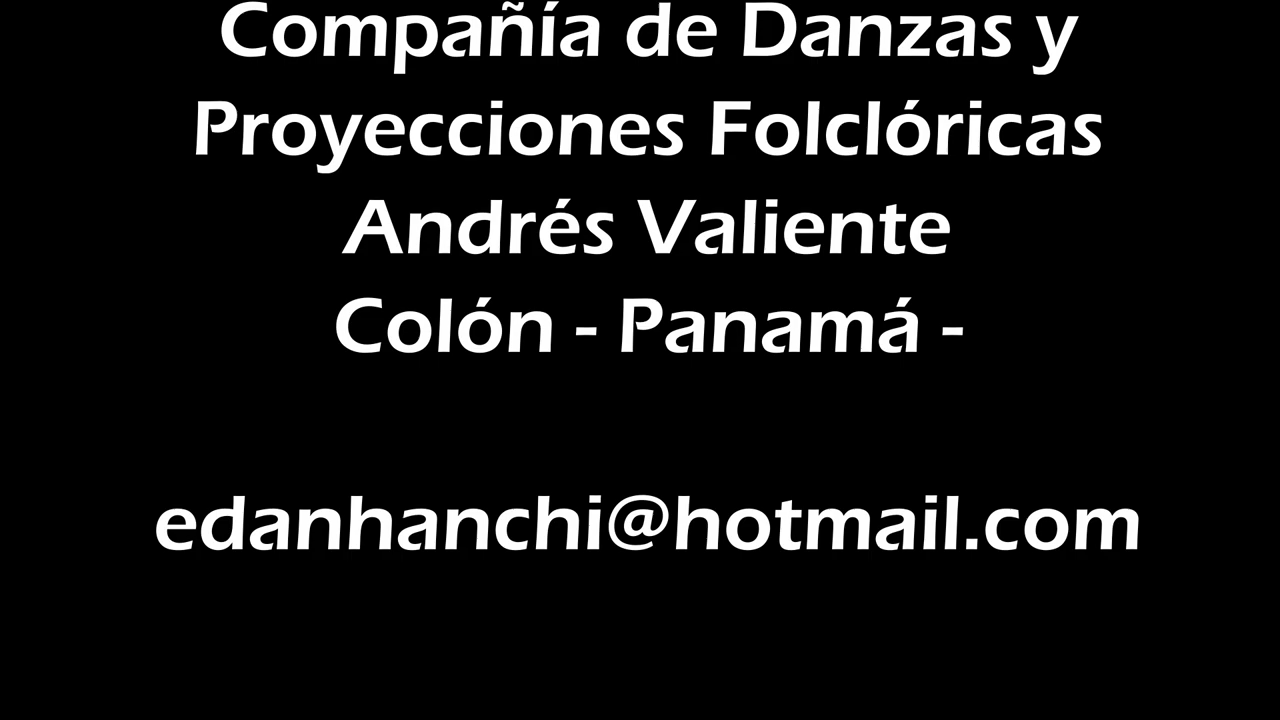 Compañía de Danzas y
Proyecciones Folclóricas
Andrés Valiente
Colón - Panamá -
edanhanchi@hotmail.com